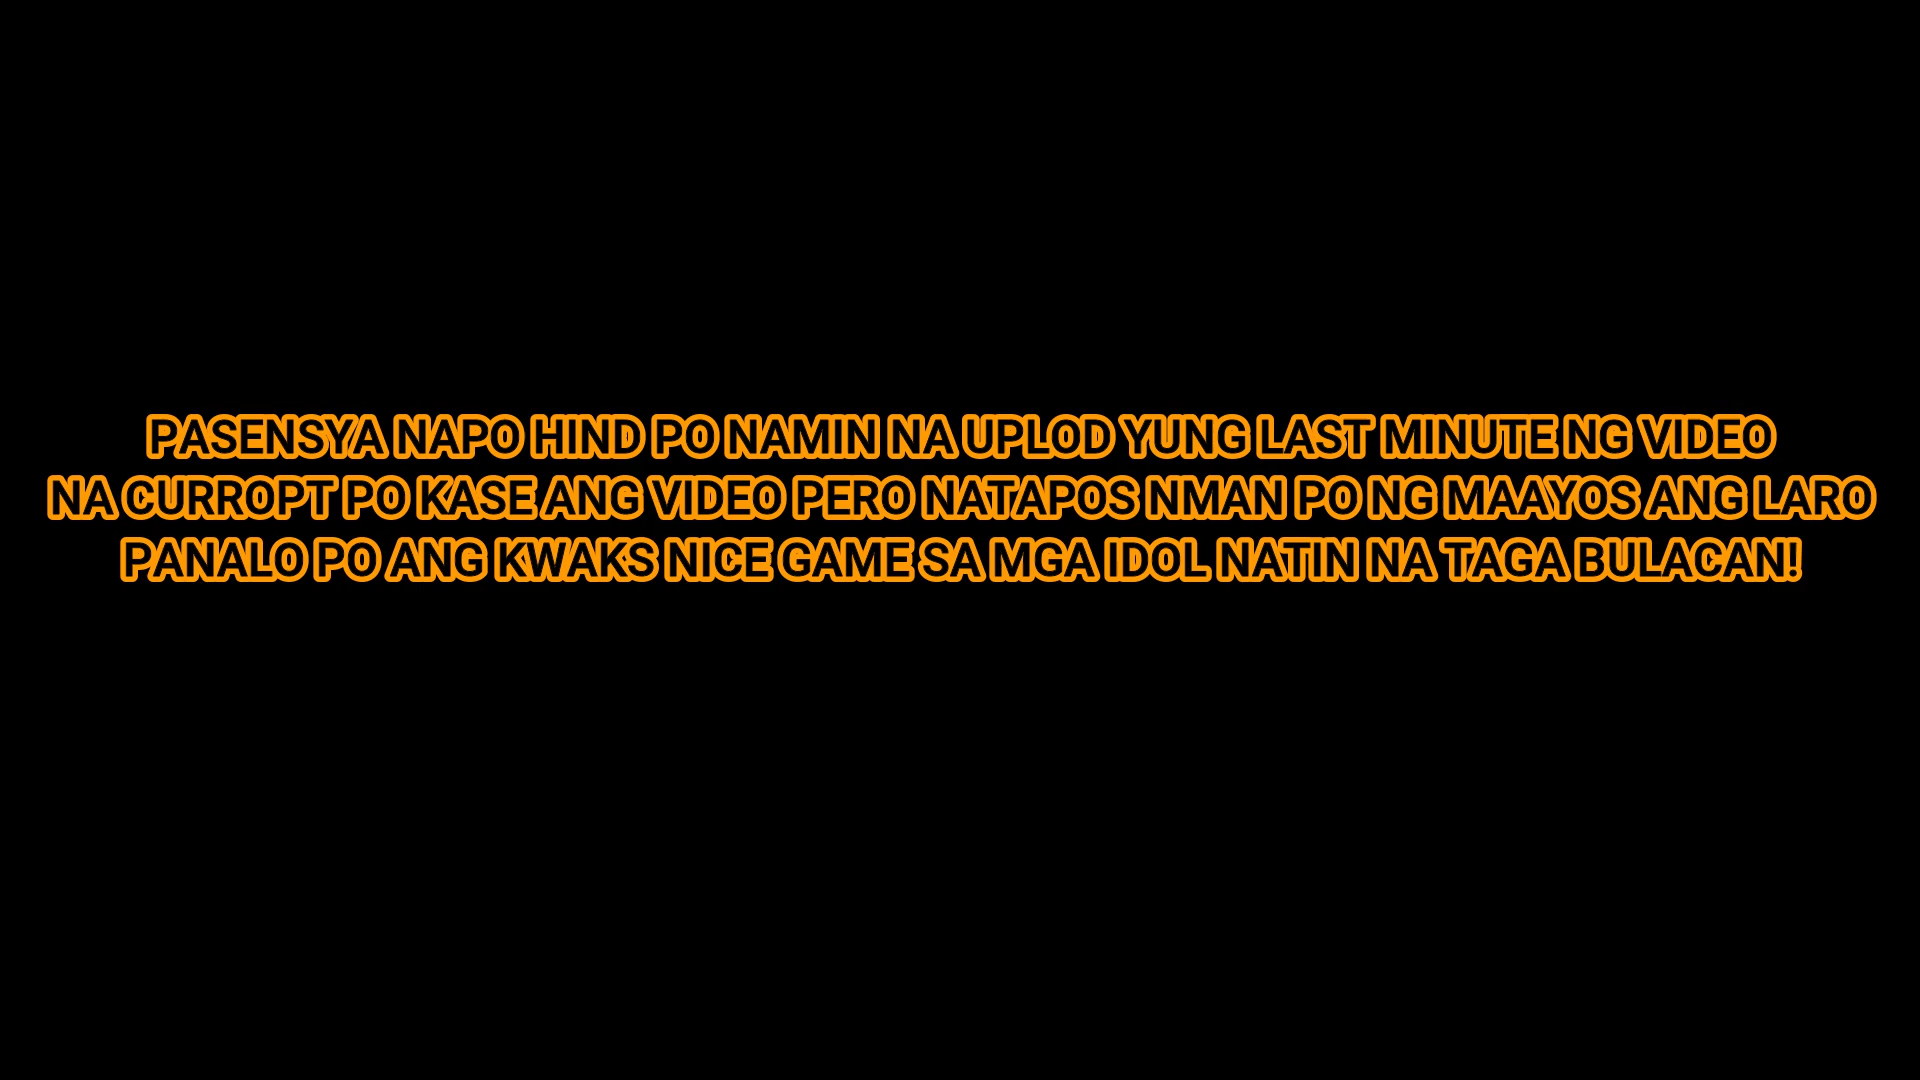 PASENSYA NAPO HIND PO NAMIN NA UPLOD YUNG LAST MINUTE NG VIDEO
NA CURROPT PO KASE ANG VIDEO PERO NATAPOS NMAN PO NG MAAYOS ANG LARO
PANALO PO ANG KWAKS NICE GAME SA MGA IDOL NATIN NA TAGA BULACAN!